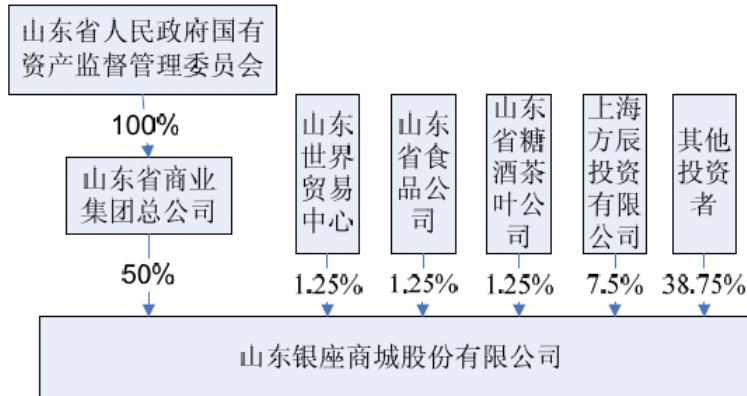 山东省人民政府国有
资产监督管理委员会
100%
山东省商业
集团总公司
50%
山东
世界
贸易
中心
1.25%
山东
省食
品公
司
1.25%
山东
省糖
酒茶
叶公
司
1.25%
上海
方辰
投资
有限
公司
7.5%
其他
投资
者
38.75%
山东银座商城股份有限公司